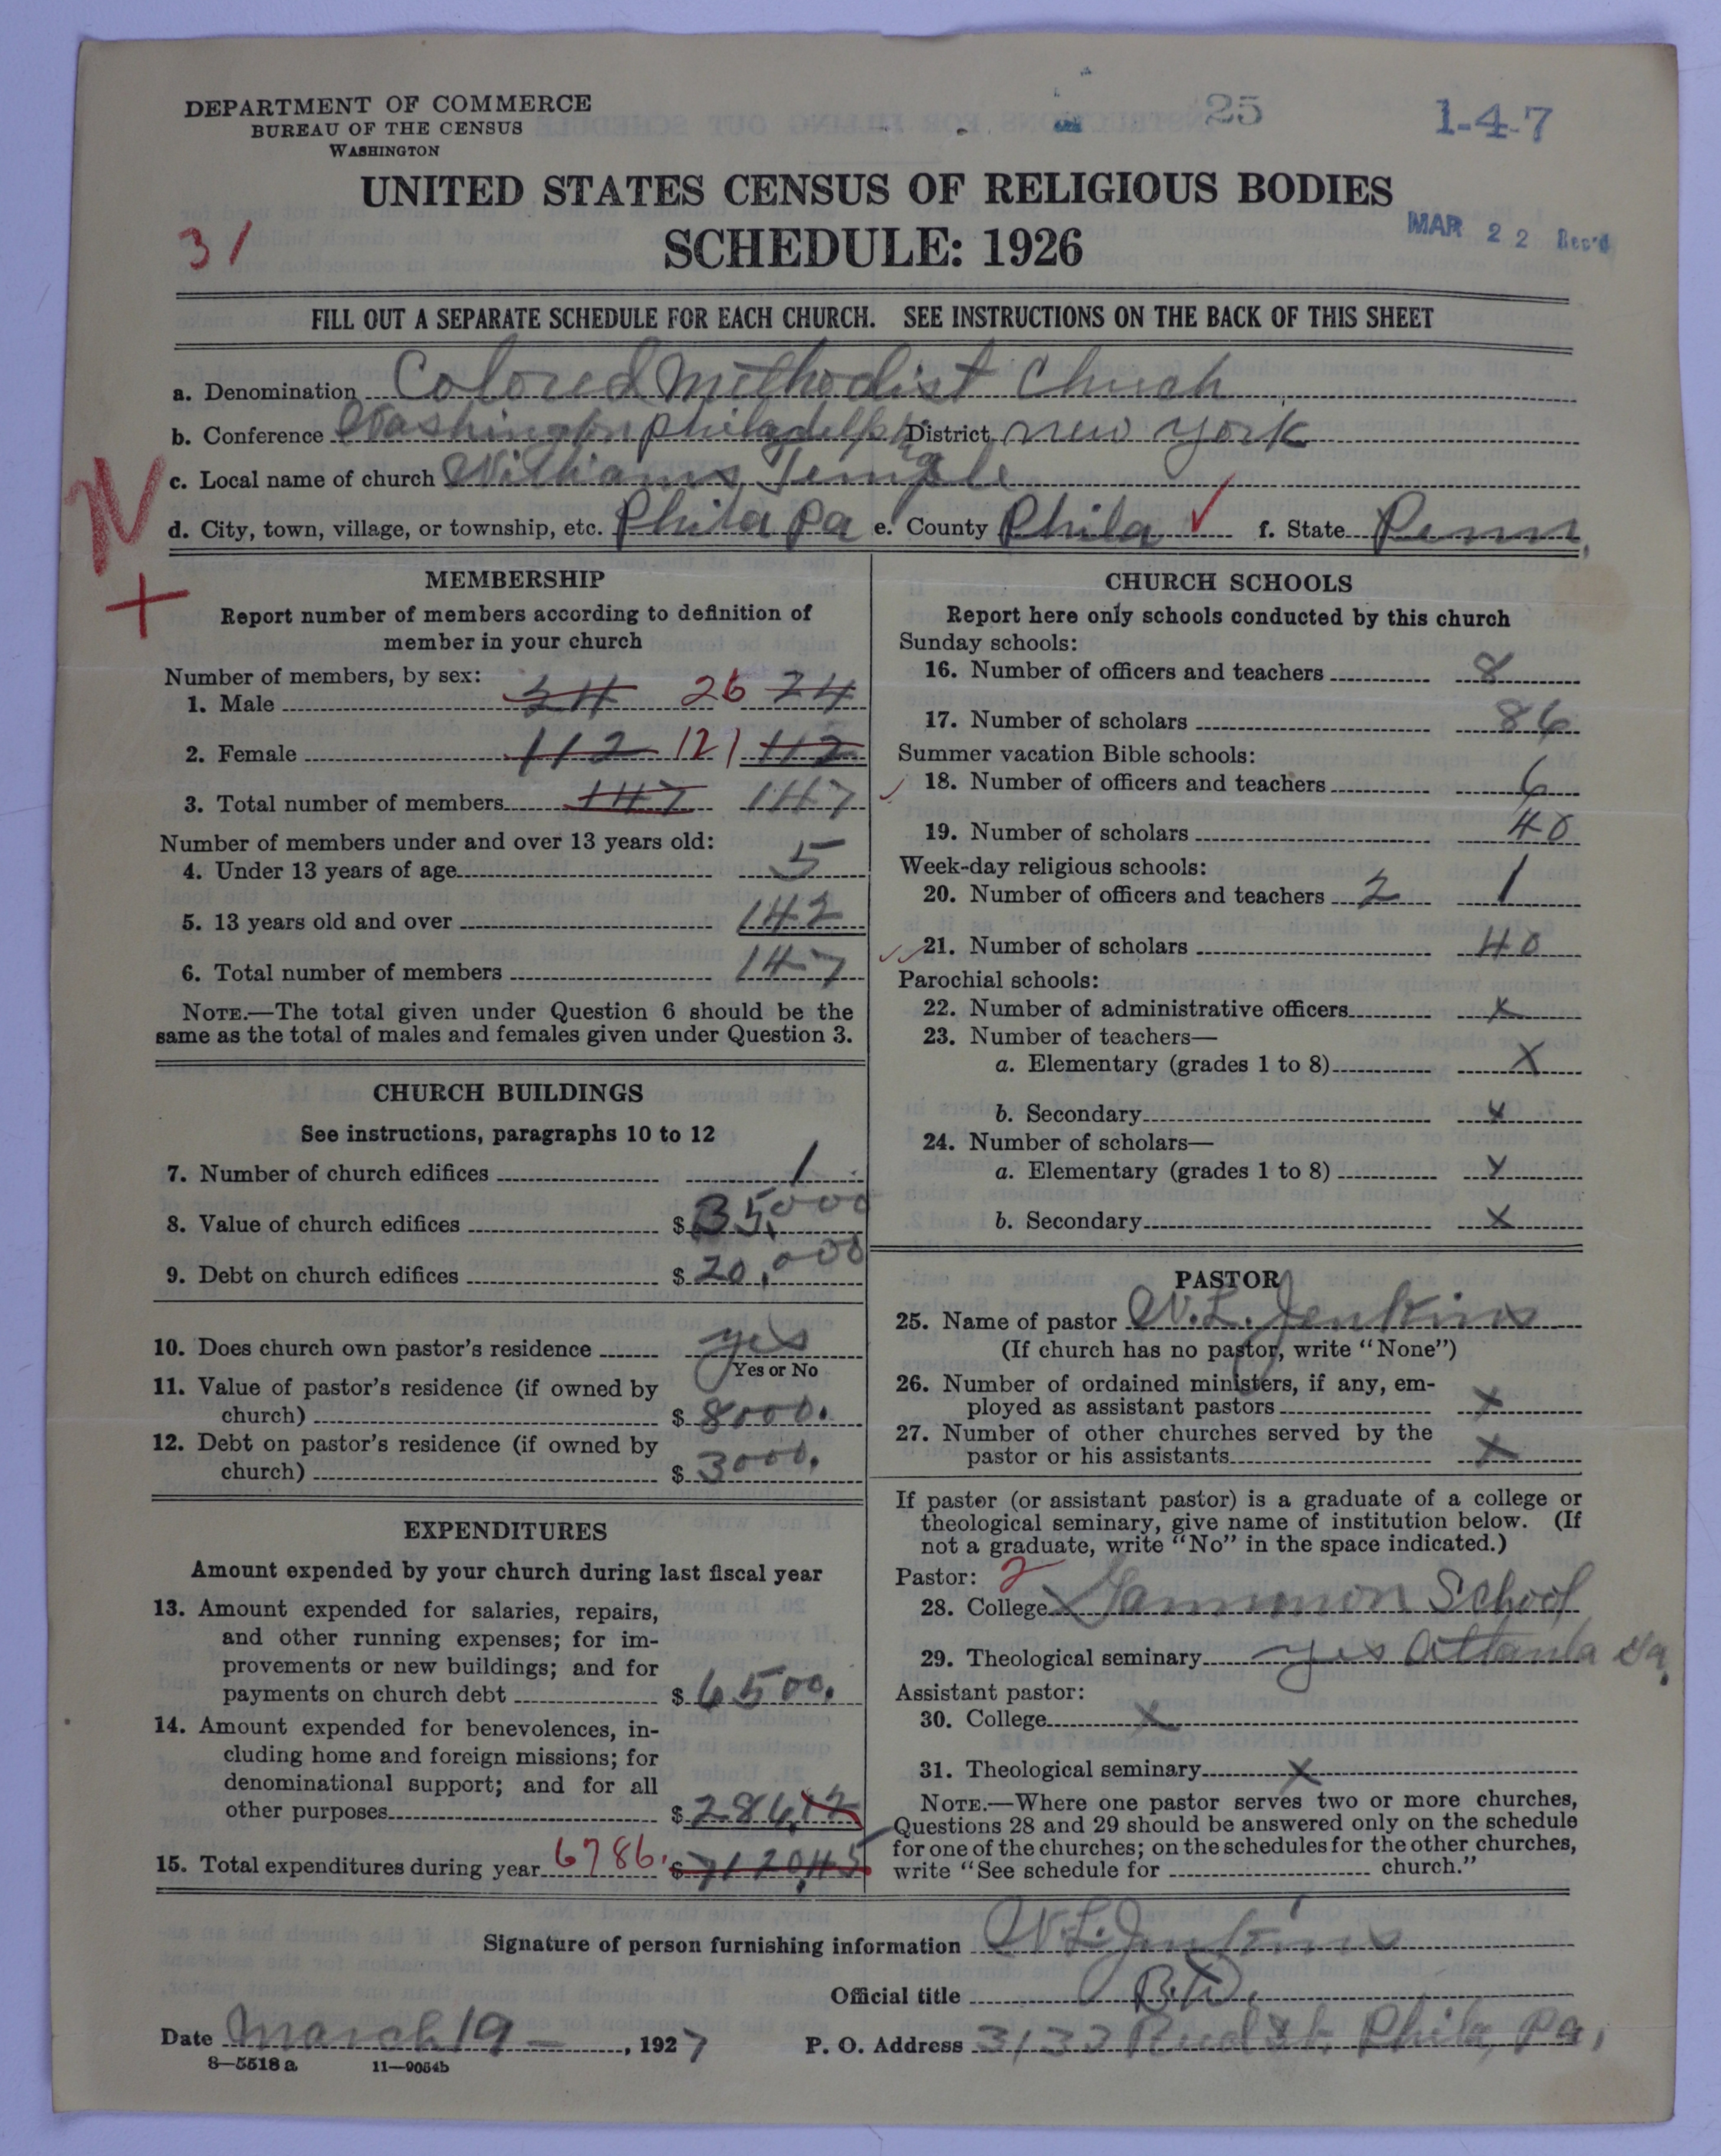 DEPARTMENT OF COMMERCE
BUREAU OF THE CENSUS
WASHINGTON
25
1-4-7
UNITED STATES CENSUS OF RELIGIOUS BODIES
SCHEDULE: 1926
31
MAR 22 Rec'd
FILL OUT A SEPARATE SCHEDULE FOR EACH CHURCH. SEE INSTRUCTIONS ON THE BACK OF THIS SHEET
a. Denomination Colored Methodist Church
b. Conference Washington philadelphia District new york
c. Local name of church Williams Temple
N
d. City, town, village, or township, etc. Phila Pa e. County Phila ✓ f. State Penn.
+
MEMBERSHIP
Report number of members according to definition of
member in your church
Number of members, by sex:
1. Male 34 26 34
2. Female 112 121 112
3. Total number of members 147 147
Number of members under and over 13 years old:
4. Under 13 years of age 5
5. 13 years old and over 142
6. Total number of members 147
NOTE.—The total given under Question 6 should be the
same as the total of males and females given under Question 3.
CHURCH BUILDINGS
See instructions, paragraphs 10 to 12
7. Number of church edifices 1
8. Value of church edifices $ 35,000
9. Debt on church edifices $ 20,000
10. Does church own pastor's residence yes
Yes or No
11. Value of pastor's residence (if owned by
church) $ 8000.
12. Debt on pastor's residence (if owned by
church) $ 3000.
EXPENDITURES
Amount expended by your church during last fiscal year
13. Amount expended for salaries, repairs,
and other running expenses; for im-
provements or new buildings; and for
payments on church debt $ 6500.
14. Amount expended for benevolences, in-
cluding home and foreign missions; for
denominational support; and for all
other purposes $ 286.12
15. Total expenditures during year 6786. $ 7120.45
CHURCH SCHOOLS
Report here only schools conducted by this church
Sunday schools:
16. Number of officers and teachers 8
17. Number of scholars 86
Summer vacation Bible schools:
18. Number of officers and teachers 6
19. Number of scholars 40
Week-day religious schools:
20. Number of officers and teachers 2 1
21. Number of scholars 40
Parochial schools:
22. Number of administrative officers x
23. Number of teachers—
a. Elementary (grades 1 to 8) x
b. Secondary x
24. Number of scholars—
a. Elementary (grades 1 to 8) x
b. Secondary x
PASTOR
25. Name of pastor W.L. Jenkins
(If church has no pastor, write "None")
26. Number of ordained ministers, if any, em-
ployed as assistant pastors x
27. Number of other churches served by the
pastor or his assistants x
If pastor (or assistant pastor) is a graduate of a college or
theological seminary, give name of institution below. (If
not a graduate, write "No" in the space indicated.)
Pastor: 2
28. College x Gammon School
29. Theological seminary yes Attanla Ga.
Assistant pastor:
30. College x
31. Theological seminary x
NOTE.—Where one pastor serves two or more churches,
Questions 28 and 29 should be answered only on the schedule
for one of the churches; on the schedules for the other churches,
write "See schedule for church."
Signature of person furnishing information W.L. Jenkins
Official title B.D.
Date March 19 — , 1927 P. O. Address St. Phila, Pa,
8—5518 a 11—9054b